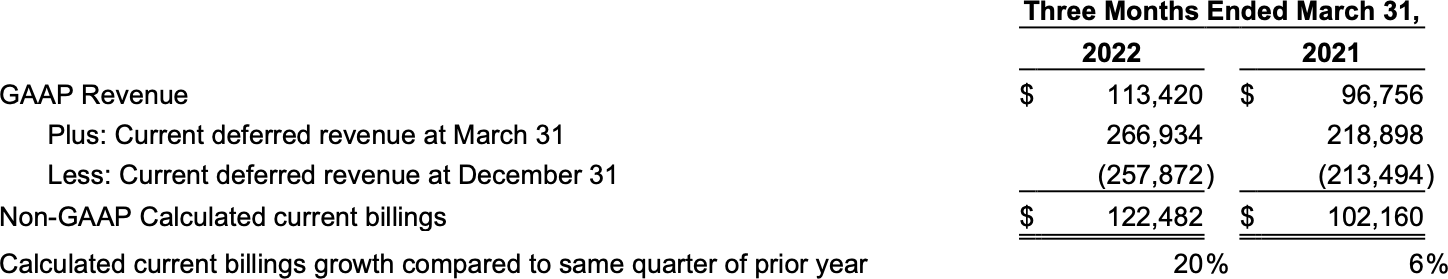 Three Months Ended March 31,
2022 2021
GAAP Revenue $ 113,420 $ 96,756
Plus: Current deferred revenue at March 31 266,934 218,898
Less: Current deferred revenue at December 31 (257,872) (213,494)
Non-GAAP Calculated current billings $ 122,482 $ 102,160
Calculated current billings growth compared to same quarter of prior year 20% 6%